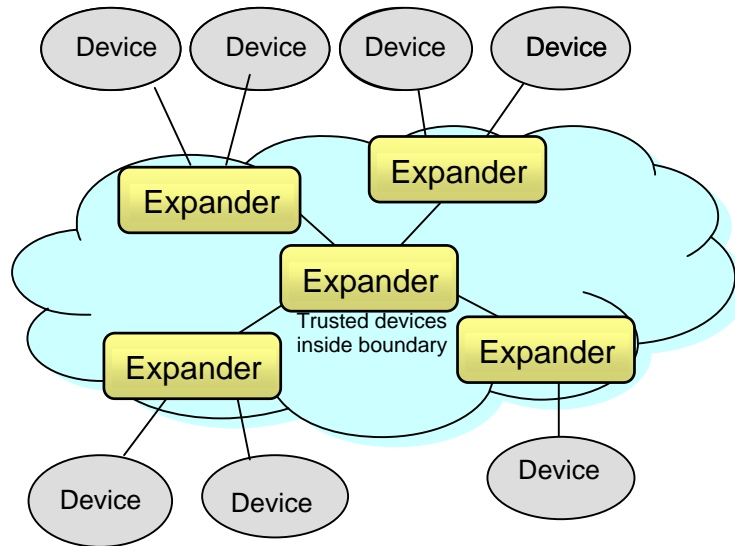 Device
Device
Device
Device
Expander
Expander
Expander
Trusted devices
inside boundary
Expander
Expander
Device
Device
Device